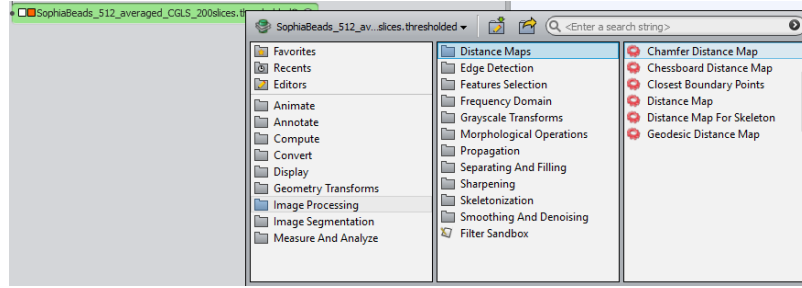 SophiaBeads_512_averaged_CGLS_200slices.
SophiaBeads_512_av...slices.thresholded
<Enter a search string>
Favorites
Recents
Editors
Animate
Annotate
Compute
Convert
Display
Geometry Transforms
Image Processing
Image Segmentation
Measure And Analyze
Distance Maps
Edge Detection
Features Selection
Frequency Domain
Grayscale Transforms
Morphological Operations
Propagation
Separating And Filling
Sharpening
Skeletonization
Smoothing And Denoising
Filter Sandbox
Chamfer Distance Map
Chessboard Distance Map
Closest Boundary Points
Distance Map
Distance Map For Skeleton
Geodesic Distance Map